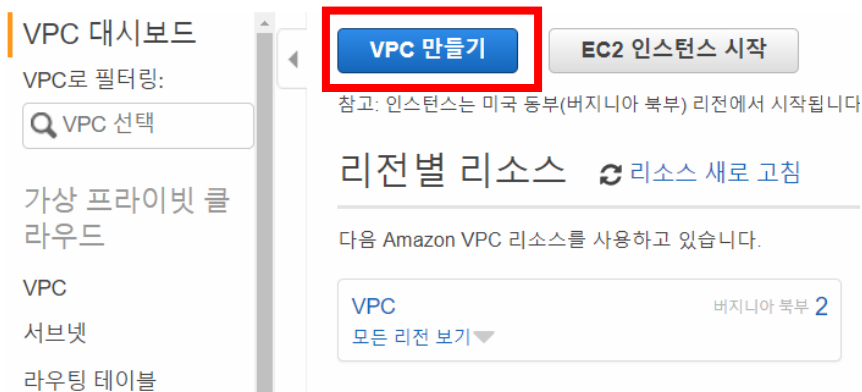 VPC 대시보드
VPC로 필터링:
VPC 선택
가상 프라이빗 클
라우드
VPC
서브넷
라우팅 테이블
VPC 만들기
EC2 인스턴스 시작
참고: 인스턴스는 미국 동부(버지니아 북부) 리전에서 시작됩니다
리전별 리소스
리소스 새로 고침
다음 Amazon VPC 리소스를 사용하고 있습니다.
VPC
버지니아 북부 2
모든 리전 보기